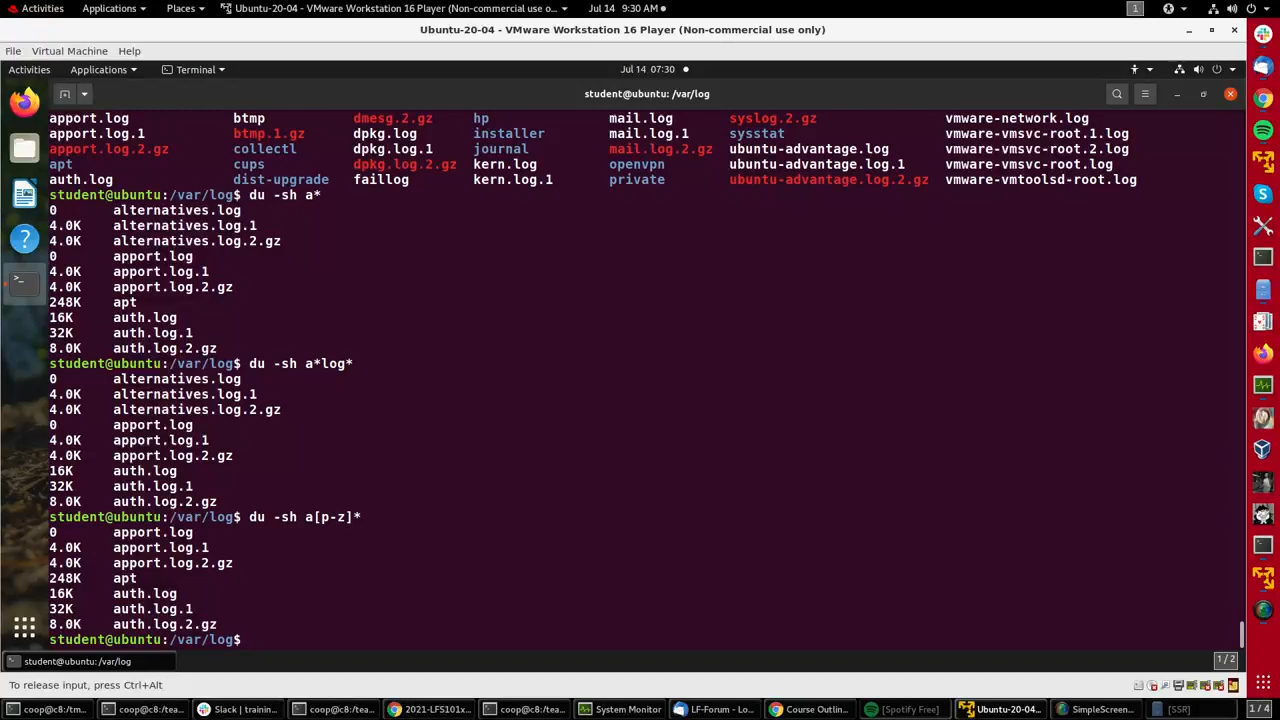 Activities Applications Places Ubuntu-20-04 - VMware Workstation 16 Player (Non-commercial use o... Jul 14 9:30 AM 1
Ubuntu-20-04 - VMware Workstation 16 Player (Non-commercial use only)
File Virtual Machine Help
Activities Applications Terminal Jul 14 07:30
student@ubuntu: /var/log
apport.log btmp dmesg.2.gz hp mail.log syslog.2.gz vmware-network.log
apport.log.1 btmp.1.gz dpkg.log installer mail.log.1 sysstat vmware-vmsvc-root.1.log
apport.log.2.gz collectl dpkg.log.1 journal mail.log.2.gz ubuntu-advantage.log vmware-vmsvc-root.2.log
apt cups dpkg.log.2.gz kern.log openvpn ubuntu-advantage.log.1 vmware-vmsvc-root.log
auth.log dist-upgrade faillog kern.log.1 private ubuntu-advantage.log.2.gz vmware-vmtoolsd-root.log
student@ubuntu:/var/log$ du -sh a*
0 alternatives.log
4.0K alternatives.log.1
4.0K alternatives.log.2.gz
0 apport.log
4.0K apport.log.1
4.0K apport.log.2.gz
248K apt
16K auth.log
32K auth.log.1
8.0K auth.log.2.gz
student@ubuntu:/var/log$ du -sh a*log*
0 alternatives.log
4.0K alternatives.log.1
4.0K alternatives.log.2.gz
0 apport.log
4.0K apport.log.1
4.0K apport.log.2.gz
16K auth.log
32K auth.log.1
8.0K auth.log.2.gz
student@ubuntu:/var/log$ du -sh a[p-z]*
0 apport.log
4.0K apport.log.1
4.0K apport.log.2.gz
248K apt
16K auth.log
32K auth.log.1
8.0K auth.log.2.gz
student@ubuntu:/var/log$
student@ubuntu: /var/log 1/2
To release input, press Ctrl+Alt
coop@c8:/tm... coop@c8:/tea... Slack | trainin... coop@c8:/tea... 2021-LFS101x... coop@c8:/tea... System Monitor LF-Forum - Lo... Course Outlin... [Spotify Free] Ubuntu-20-04... SimpleScreen... [SSR] 1 / 4